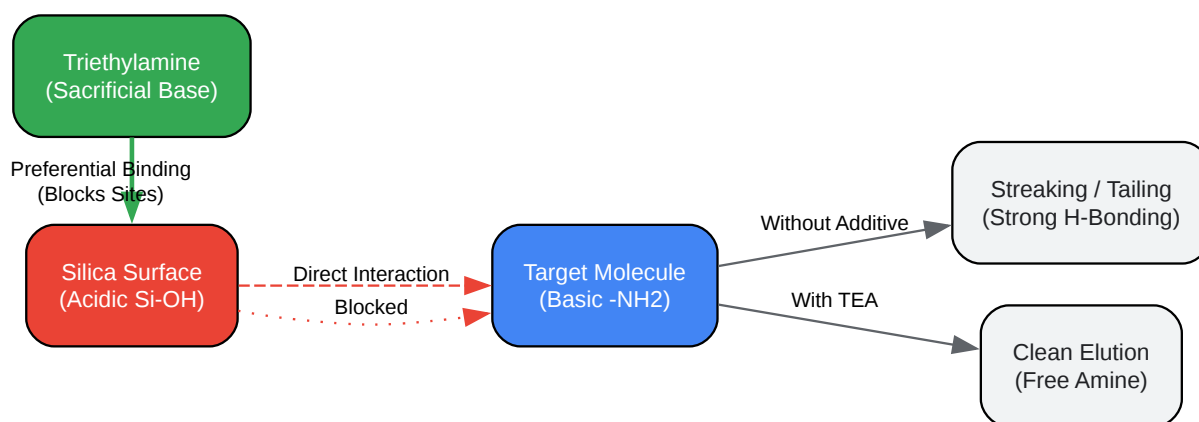 Triethylamine
(Sacrificial Base)
Preferential Binding
(Blocks Sites)
Silica Surface
(Acidic Si-OH)
Direct Interaction
Blocked
Target Molecule
(Basic -NH2)
Without Additive
With TEA
Streaking / Tailing
(Strong H-Bonding)
Clean Elution
(Free Amine)